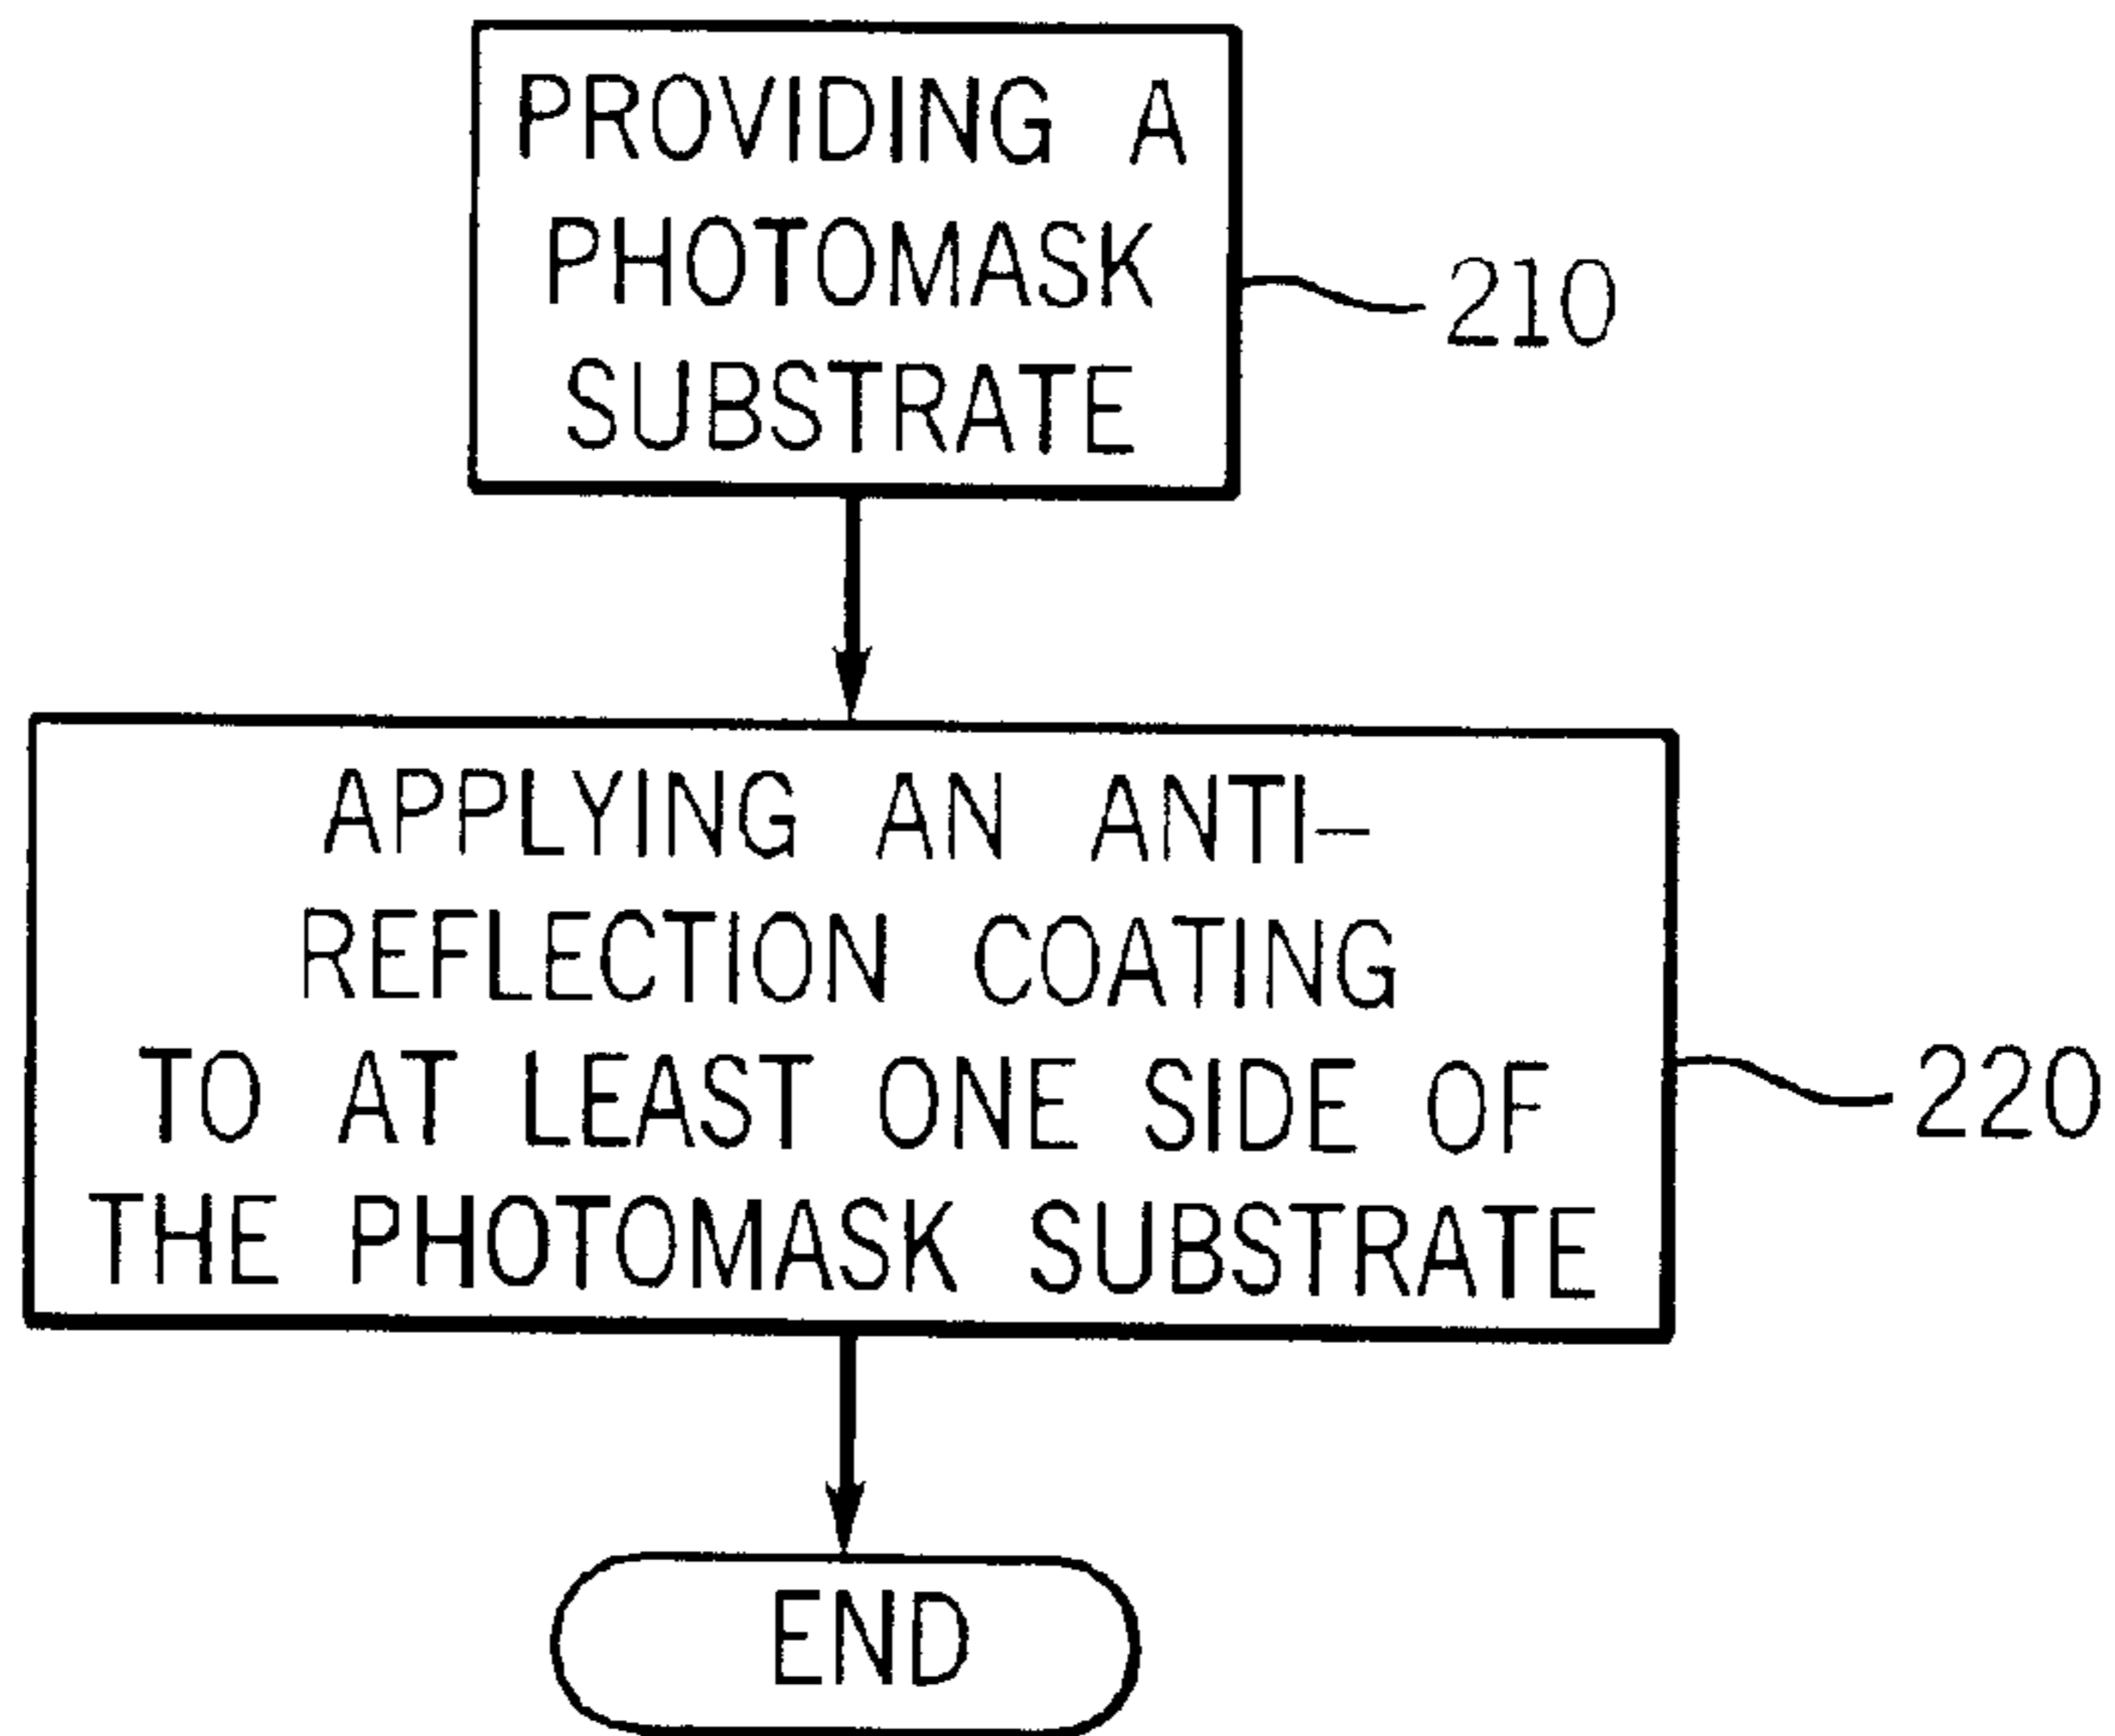 PROVIDING A
PHOTOMASK
SUBSTRATE
210
APPLYING AN ANTI-
REFLECTION COATING
TO AT LEAST ONE SIDE OF
THE PHOTOMASK SUBSTRATE
220
END